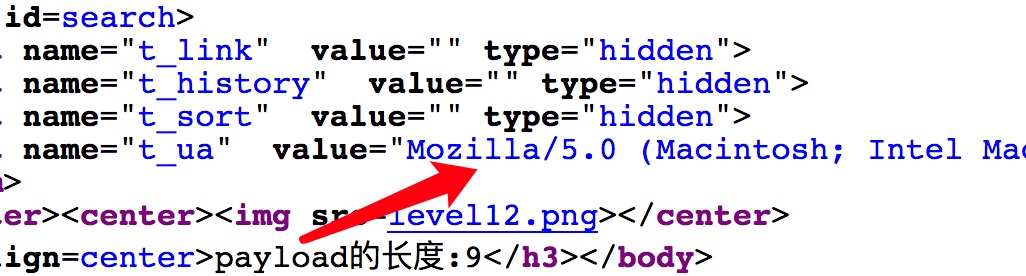 id=search>
name="t_link"  value="" type="hidden">
name="t_history"  value="" type="hidden">
name="t_sort"  value="" type="hidden">
name="t_ua"  value="Mozilla/5.0 (Macintosh; Intel Mac
>
er><center><img src=level12.png></center>
ign=center>payload的长度:9</h3></body>